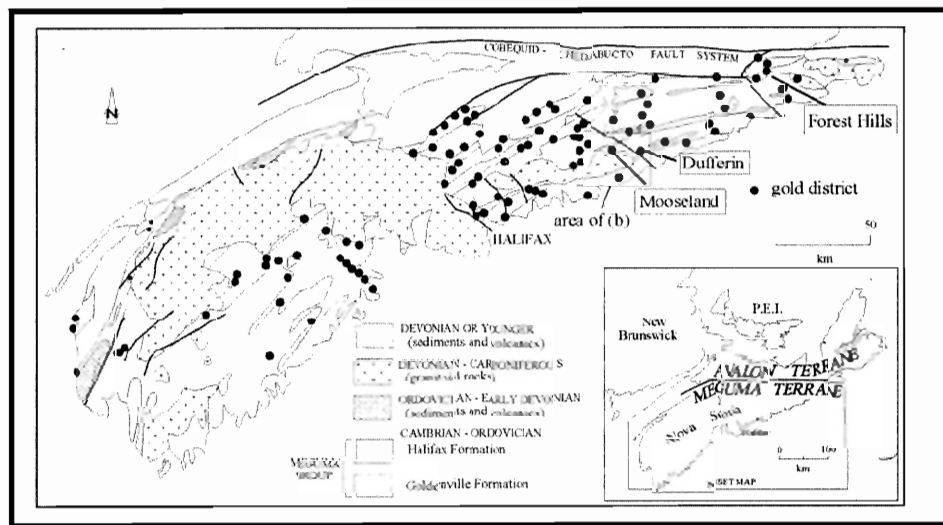 COBEQUID - CHEDABUCTO FAULT SYSTEM
N
Forest Hills
Dufferin
Mooseland
gold district
area of (b)
HALIFAX
50
km
DEVONIAN OR YOUNGER
(sediments and volcanics)
DEVONIAN - CARBONIFEROUS
(granitoid rocks)
ORDOVICIAN - EARLY DEVONIAN
(sediments and volcanics)
CAMBRIAN - ORDOVICIAN
MEGUMA
GROUP
Halifax Formation
Goldenville Formation
P.E.I.
New
Brunswick
AVALON TERRANE
MEGUMA TERRANE
Nova Scotia
0 100
km
INSET MAP